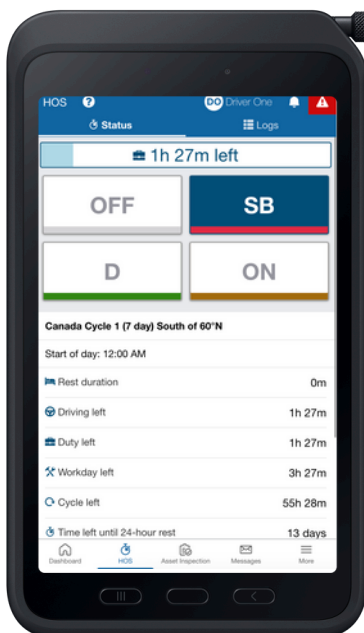 HOS ? DO Driver One
Status Logs
1h 27m left
OFF SB
D ON
Canada Cycle 1 (7 day) South of 60°N
Start of day: 12:00 AM
Rest duration 0m
Driving left 1h 27m
Duty left 1h 27m
Workday left 3h 27m
Cycle left 55h 28m
Time left until 24-hour rest 13 days
Dashboard HOS Asset Inspection Messages More